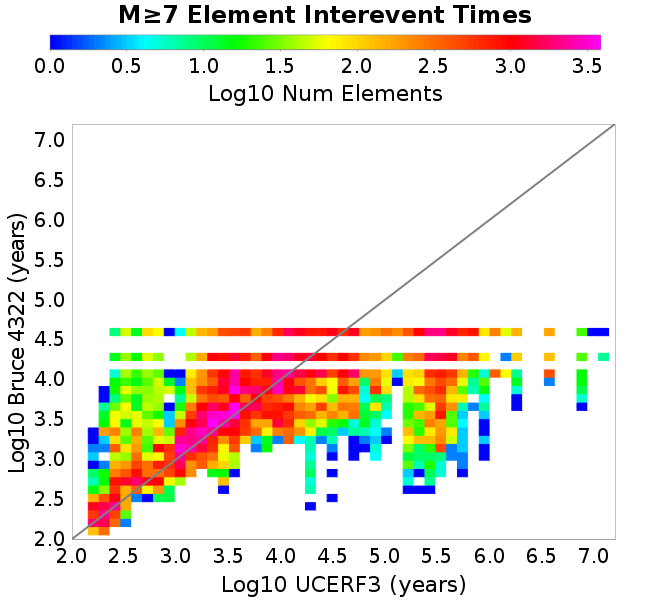 M≥7 Element Interevent Times
0.0 0.5 1.0 1.5 2.0 2.5 3.0 3.5
Log10 Num Elements
Log10 Bruce 4322 (years)
7.0
6.5
6.0
5.5
5.0
4.5
4.0
3.5
3.0
2.5
2.0
2.0 2.5 3.0 3.5 4.0 4.5 5.0 5.5 6.0 6.5 7.0
Log10 UCERF3 (years)